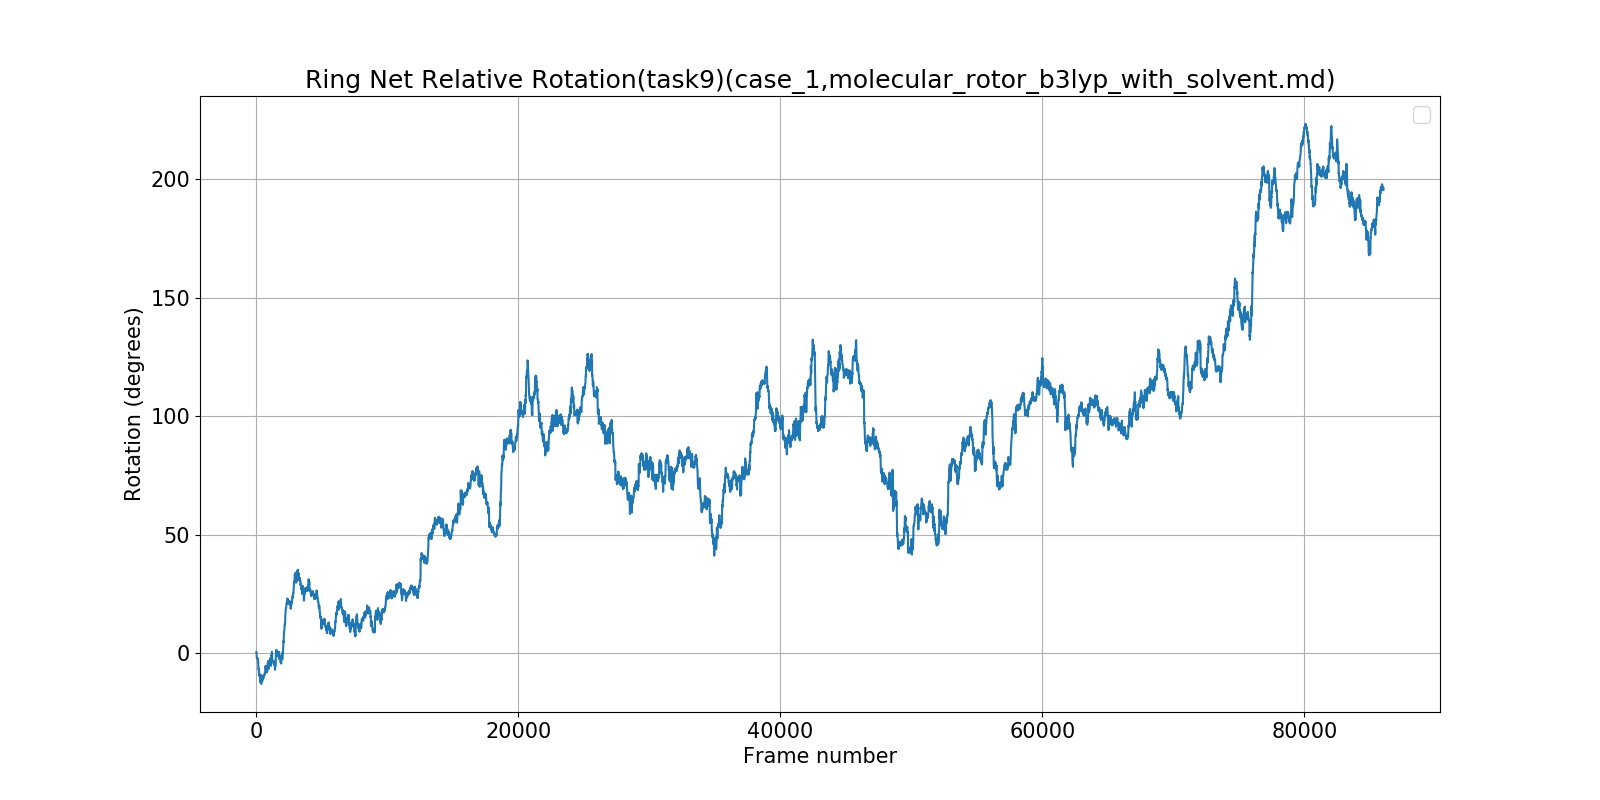 Ring Net Relative Rotation(task9)(case_1,molecular_rotor_b3lyp_with_solvent.md)
200
150
100
50
0
Rotation (degrees)
0 20000 40000 60000 80000
Frame number